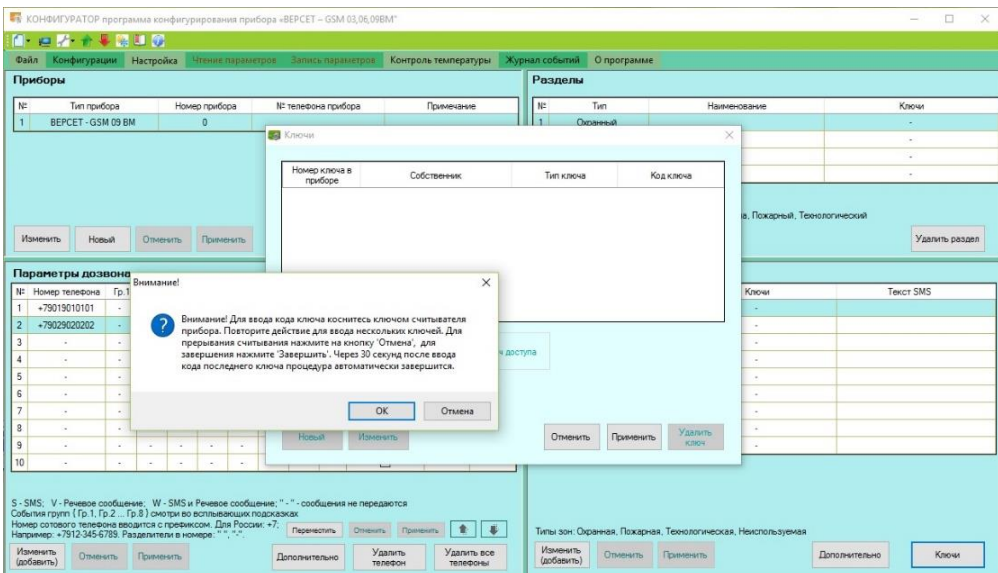 КОНФИГУРАТОР программа конфигурирования прибора «ВЕРСЕТ – GSM 03,06,09ВМ"
Файл Конфигурации Настройка Чтение параметров Запись параметров Контроль температуры Журнал событий О программе
Приборы
№ Тип прибора Номер прибора № телефона прибора Примечание
1 ВЕРСЕТ - GSM 09 ВМ 0
Изменить Новый Отменить Применить
Разделы
№ Тип Наименование Ключи
1 Охранный -
-
-
-
Пожарный, Технологический
Удалить раздел
Ключи
Номер ключа в приборе Собственник Тип ключа Код ключа
доступа
Новый Изменить Отменить Применить Удалить ключ
Внимание!
Внимание! Для ввода кода ключа коснитесь ключом считывателя
прибора. Повторите действие для ввода нескольких ключей. Для
прерывания считывания нажмите на кнопку 'Отмена', для
завершения нажмите 'Завершить'. Через 30 секунд после ввода
кода последнего ключа процедура автоматически завершится.
OK Отмена
Параметры дозвона
№ Номер телефона Гр.1
1 +79019010101 -
2 +79029020202 -
3 - -
4 - -
5 - -
6 - -
7 - -
8 - -
9 - - - - - -
10 - - - - - -
S - SMS; V - Речевое сообщение; W - SMS и Речевое сообщение; " - " - сообщения не передаются
События групп ( Гр.1, Гр.2 ... Гр.8 ) смотри во всплывающих подсказках
Номер сотового телефона вводится с префиксом. Для России: +7;
Например: +7912-345-6789. Разделители в номере: " ", "-".
Переместить Отменить Применить
Изменить (добавить) Отменить Применить Дополнительно Удалить телефон Удалить все телефоны
Ключи Текст SMS
-
-
-
-
-
-
-
-
Типы зон: Охранная, Пожарная, Технологическая, Неиспользуемая
Изменить (добавить) Отменить Применить Дополнительно Ключи